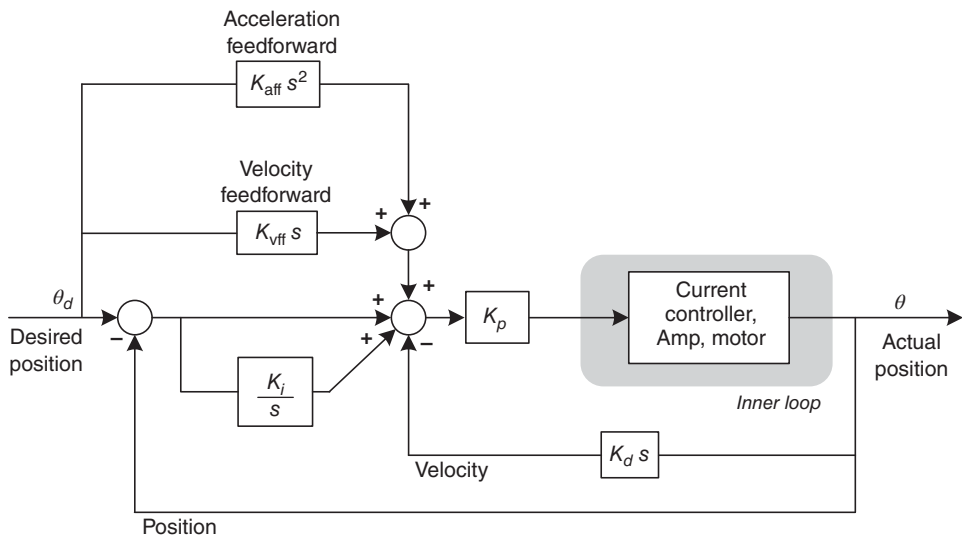 Acceleration
feedforward
K_aff s²
Velocity
feedforward
+
+
K_vff s
θ_d
+
+
Desired
position
−
+
−
K_p
Current
controller,
Amp, motor
θ
Actual
position
K_i
s
Inner loop
K_d s
Velocity
Position